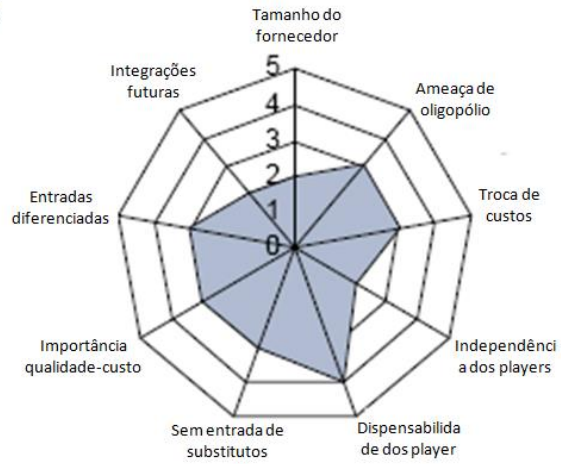 Tamanho do
fornecedor
Integrações
futuras
Ameaça de
oligopólio
5
4
3
2
1
0
Entradas
diferenciadas
Troca de
custos
Importância
qualidade-custo
Independênci
a dos players
Sem entrada de
substitutos
Dispensabilida
de dos player